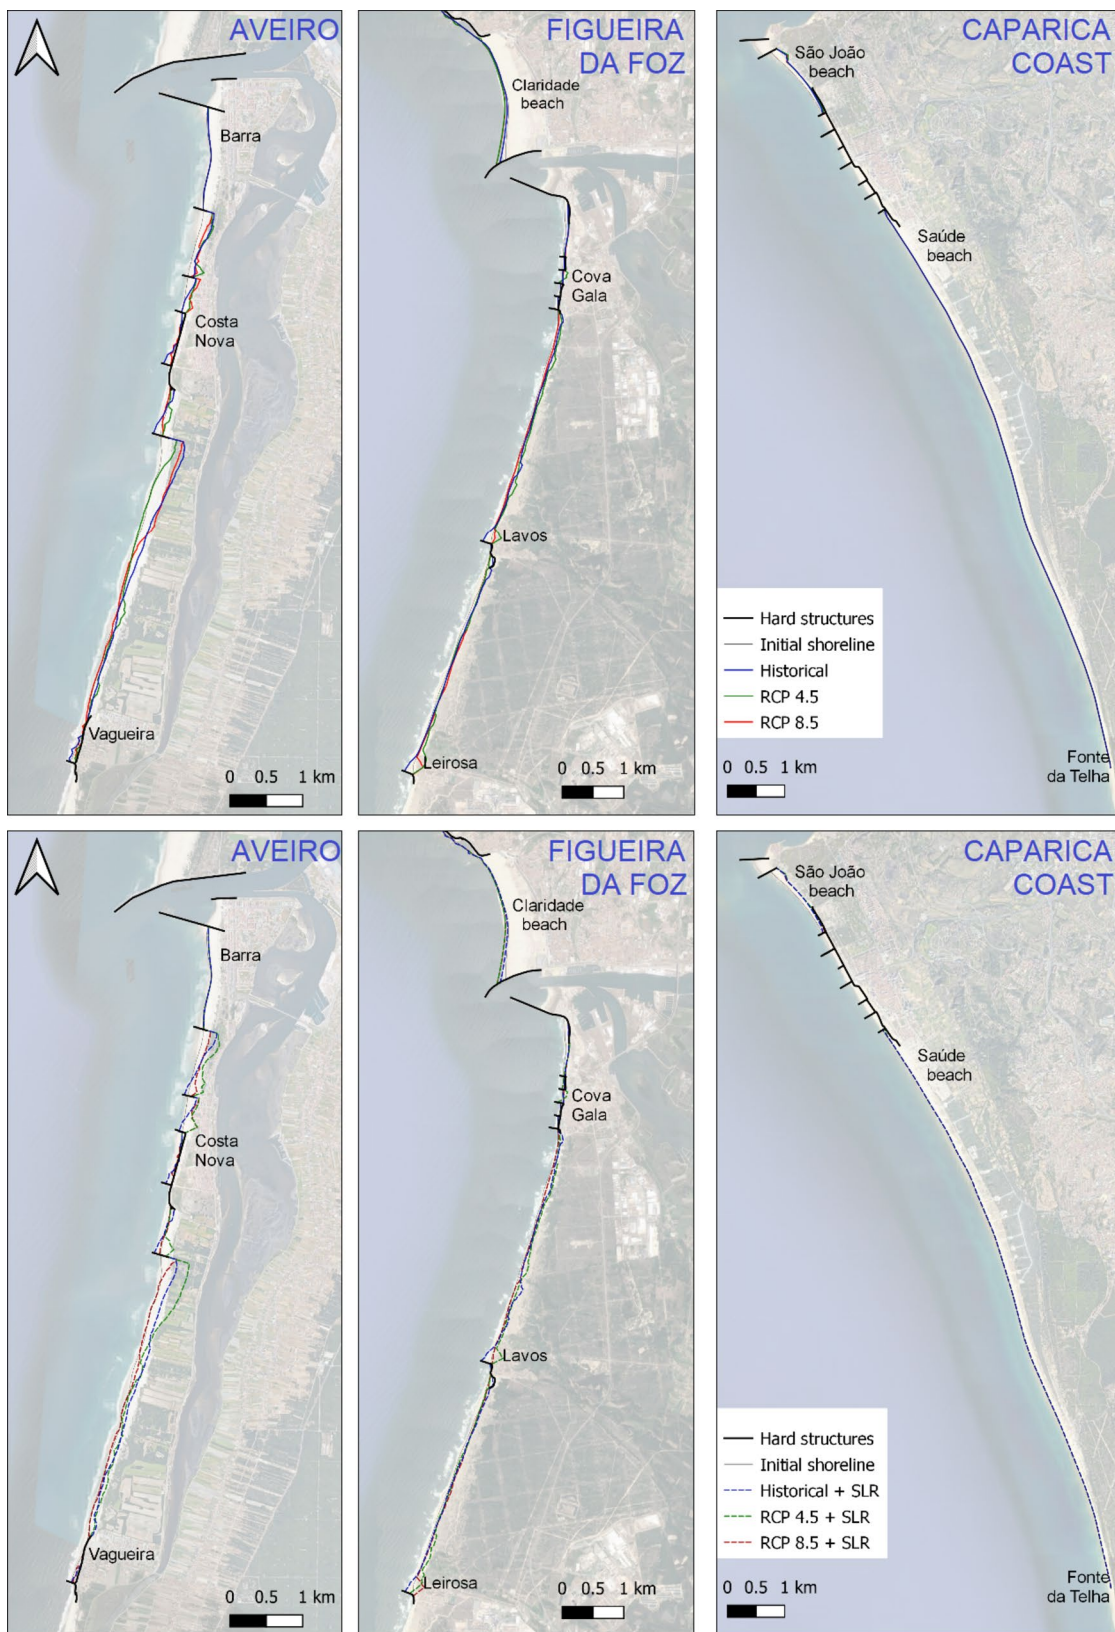 AVEIRO
Barra
Costa
Nova
Vagueira
0 0.5 1 km
FIGUEIRA
DA FOZ
Claridade
beach
Cova
Gala
Lavos
Leirosa
0 0.5 1 km
CAPARICA
COAST
São João
beach
Saúde
beach
Hard structures
Initial shoreline
Historical
RCP 4.5
RCP 8.5
0 0.5 1 km
Fonte
da Telha
AVEIRO
Barra
Costa
Nova
Vagueira
0 0.5 1 km
FIGUEIRA
DA FOZ
Claridade
beach
Cova
Gala
Lavos
Leirosa
0 0.5 1 km
CAPARICA
COAST
São João
beach
Saúde
beach
Hard structures
Initial shoreline
Historical + SLR
RCP 4.5 + SLR
RCP 8.5 + SLR
0 0.5 1 km
Fonte
da Telha